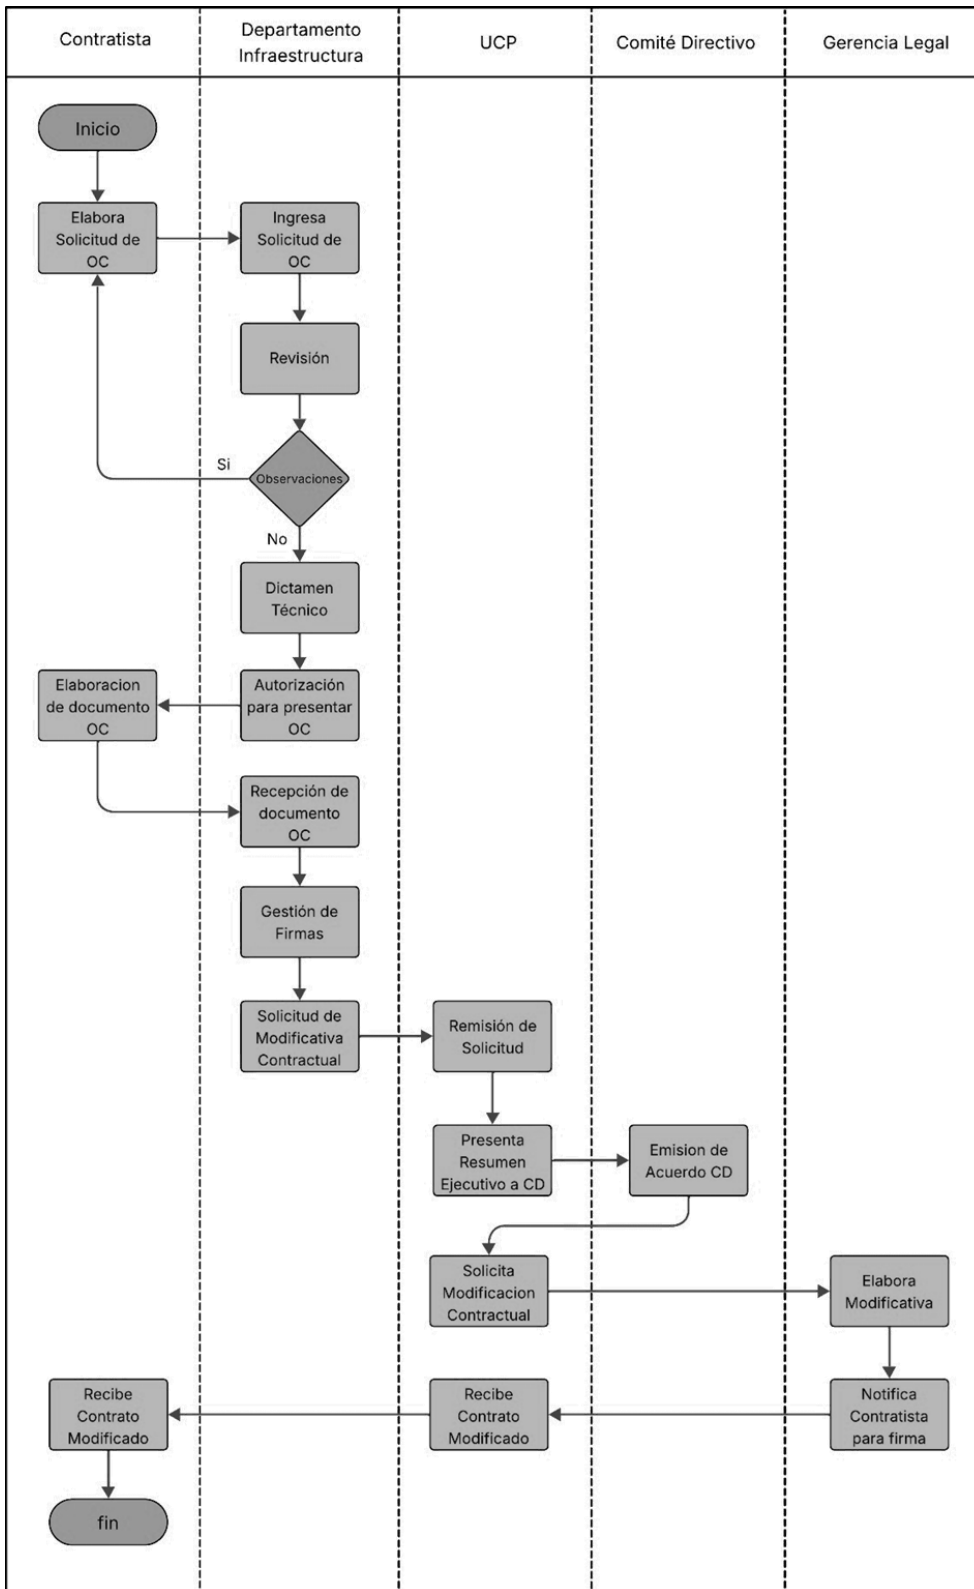 Contratista
Departamento
Infraestructura
UCP
Comité Directivo
Gerencia Legal
Inicio
Elabora
Solicitud de
OC
Ingresa
Solicitud de
OC
Revisión
Observaciones
Si
No
Dictamen
Técnico
Autorización
para presentar
OC
Elaboracion
de documento
OC
Recepción de
documento
OC
Gestión de
Firmas
Solicitud de
Modificativa
Contractual
Remisión de
Solicitud
Presenta
Resumen
Ejecutivo a CD
Emision de
Acuerdo CD
Solicita
Modificacion
Contractual
Elabora
Modificativa
Notifica
Contratista
para firma
Recibe
Contrato
Modificado
Recibe
Contrato
Modificado
fin